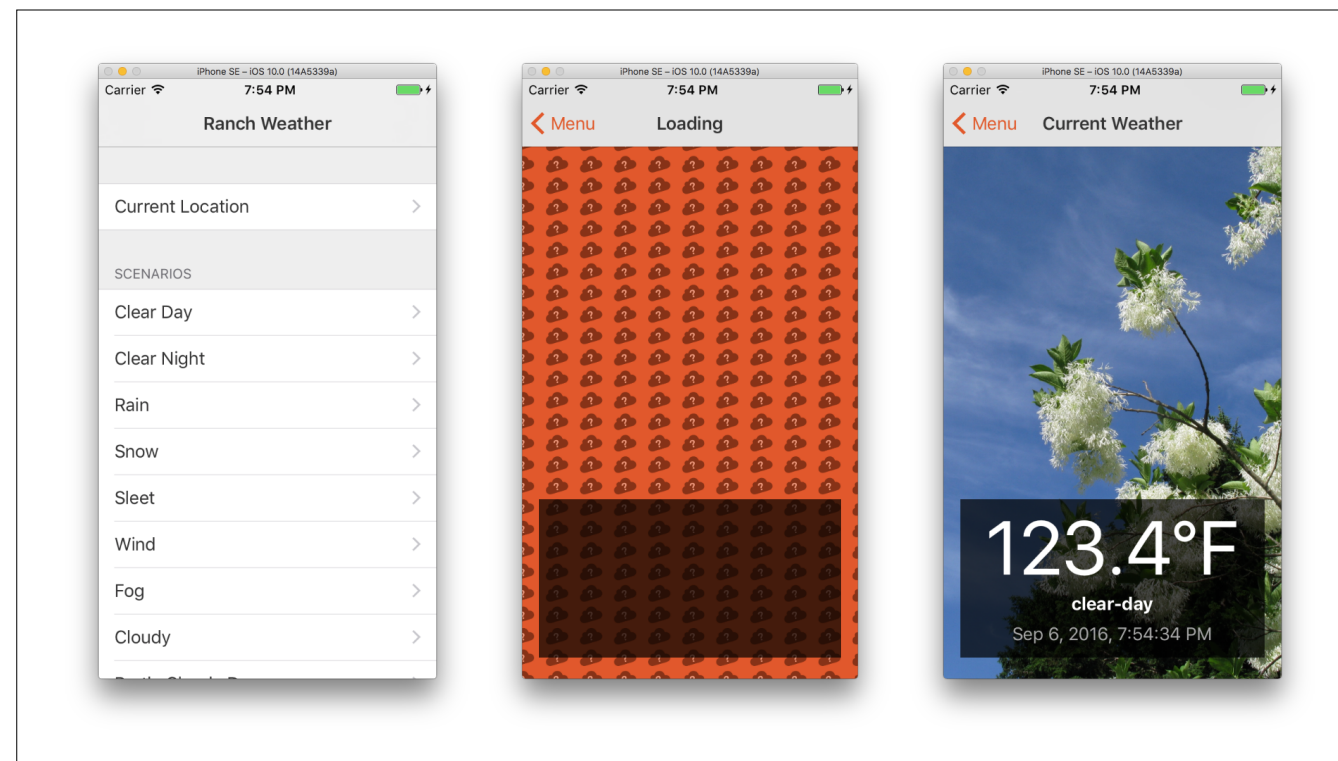 iPhone SE – iOS 10.0 (14A5339a)
Carrier 7:54 PM
Ranch Weather
Current Location
SCENARIOS
Clear Day
Clear Night
Rain
Snow
Sleet
Wind
Fog
Cloudy
iPhone SE – iOS 10.0 (14A5339a)
Carrier 7:54 PM
Menu Loading
iPhone SE – iOS 10.0 (14A5339a)
Carrier 7:54 PM
Menu Current Weather
123.4°F
clear-day
Sep 6, 2016, 7:54:34 PM